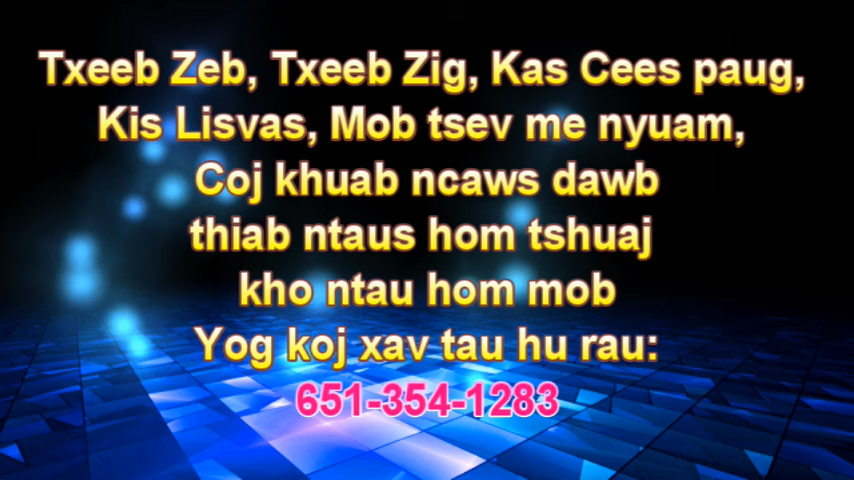 Txeeb Zeb, Txeeb Zig, Kas Cees paug,
Kis Lisvas, Mob tsev me nyuam,
Coj khuab ncaws dawb
thiab ntaus hom tshuaj
kho ntau hom mob
Yog koj xav tau hu rau:
651-354-1283